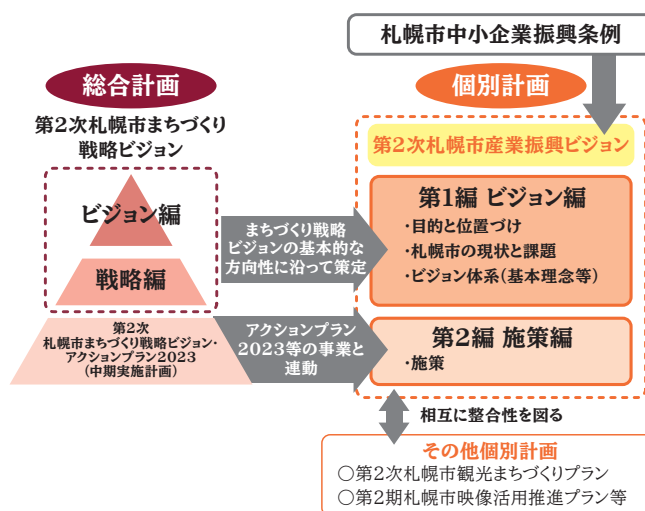 札幌市中小企業振興条例
総合計画
個別計画
第2次札幌市まちづくり
戦略ビジョン
第2次札幌市産業振興ビジョン
ビジョン編
戦略編
まちづくり戦略
ビジョンの基本的な
方向性に沿って策定
第1編 ビジョン編
・目的と位置づけ
・札幌市の現状と課題
・ビジョン体系(基本理念等)
第2次
札幌市まちづくり戦略ビジョン・
アクションプラン2023
(中期実施計画)
アクションプラン
2023等の事業と
連動
第2編 施策編
・施策
相互に整合性を図る
その他個別計画
○第2次札幌市観光まちづくりプラン
○第2期札幌市映像活用推進プラン等